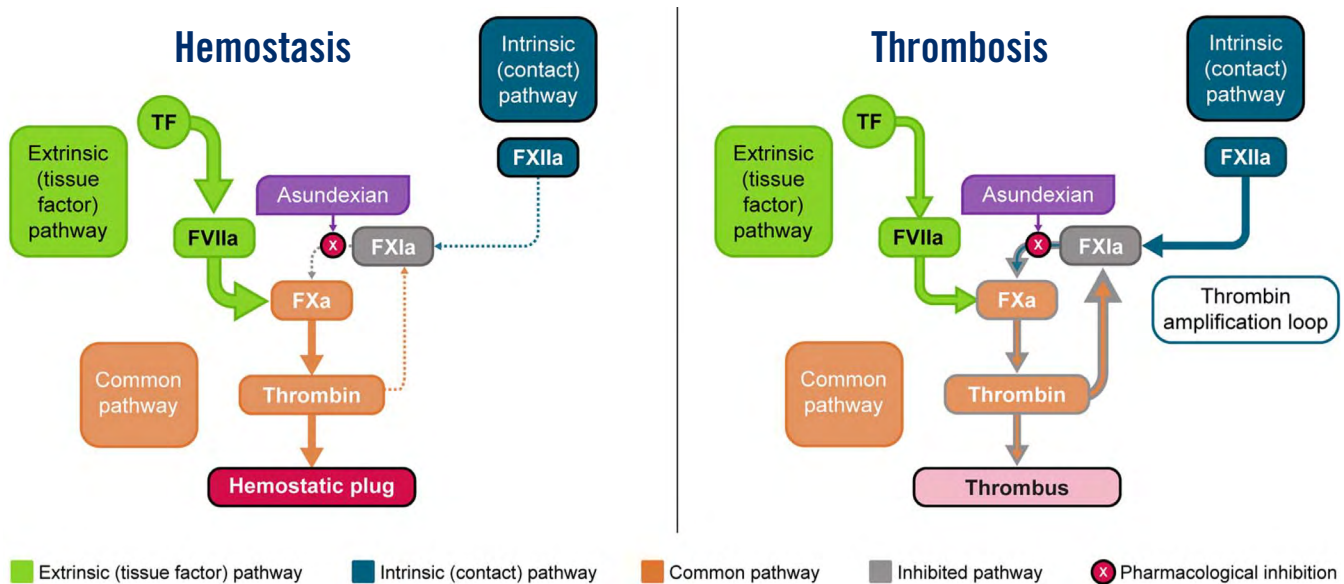 Hemostasis
Intrinsic
(contact)
pathway
TF
Extrinsic
(tissue
factor)
pathway
FXIIa
Asundexian
FVIIa
X
FXIa
FXa
Common
pathway
Thrombin
Hemostatic plug
Thrombosis
Intrinsic
(contact)
pathway
TF
Extrinsic
(tissue
factor)
pathway
FXIIa
Asundexian
FVIIa
X
FXIa
FXa
Thrombin
amplification loop
Common
pathway
Thrombin
Thrombus
Extrinsic (tissue factor) pathway
Intrinsic (contact) pathway
Common pathway
Inhibited pathway
X Pharmacological inhibition